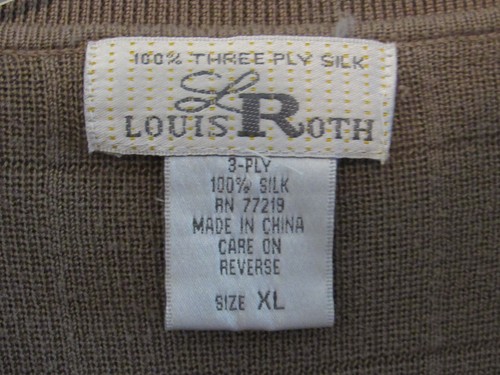 100% THREE PLY SILK
LR
LOUIS ROTH
3-PLY
100% SILK
RN 77219
MADE IN CHINA
CARE ON
REVERSE
SIZE XL